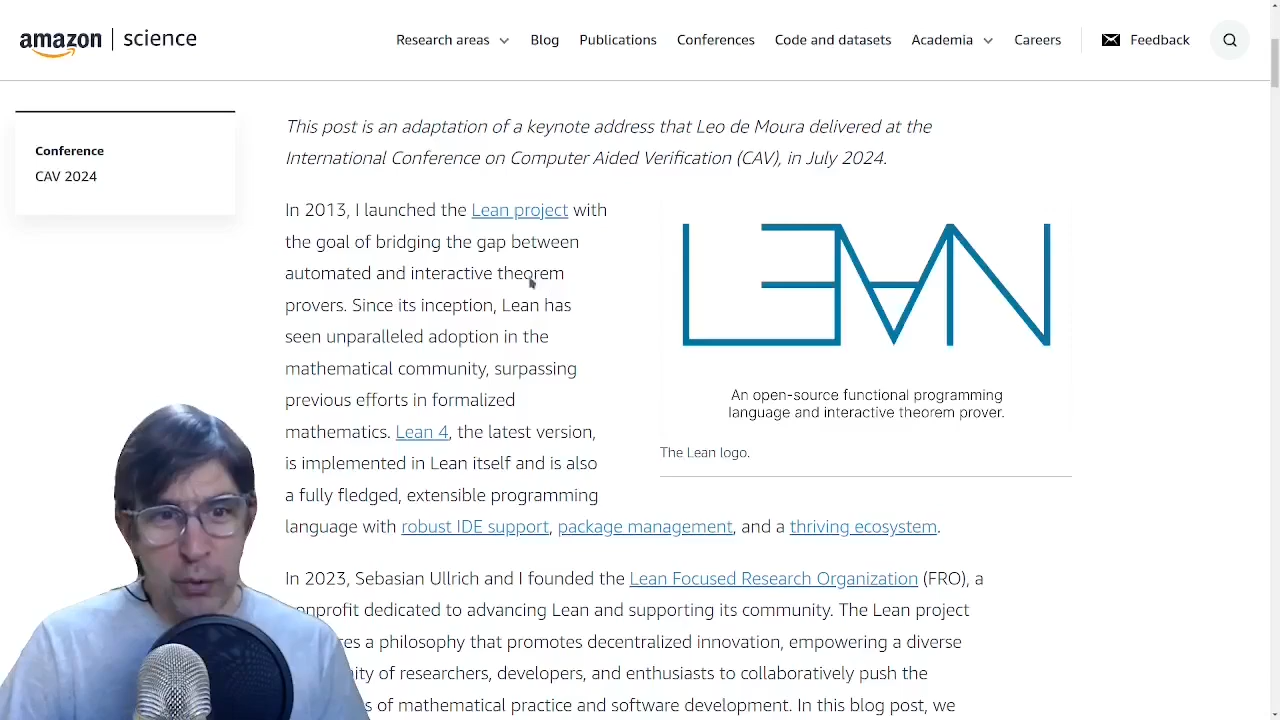 amazon | science
Research areas
Blog
Publications
Conferences
Code and datasets
Academia
Careers
Feedback
Conference
CAV 2024
This post is an adaptation of a keynote address that Leo de Moura delivered at the
International Conference on Computer Aided Verification (CAV), in July 2024.
In 2013, I launched the Lean project with
the goal of bridging the gap between
automated and interactive theorem
provers. Since its inception, Lean has
seen unparalleled adoption in the
mathematical community, surpassing
previous efforts in formalized
mathematics. Lean 4, the latest version,
is implemented in Lean itself and is also
a fully fledged, extensible programming
language with robust IDE support, package management, and a thriving ecosystem.
LEAN
An open-source functional programming
language and interactive theorem prover.
The Lean logo.
In 2023, Sebasian Ullrich and I founded the Lean Focused Research Organization (FRO), a
nonprofit dedicated to advancing Lean and supporting its community. The Lean project
a philosophy that promotes decentralized innovation, empowering a diverse
of researchers, developers, and enthusiasts to collaboratively push the
of mathematical practice and software development. In this blog post, we